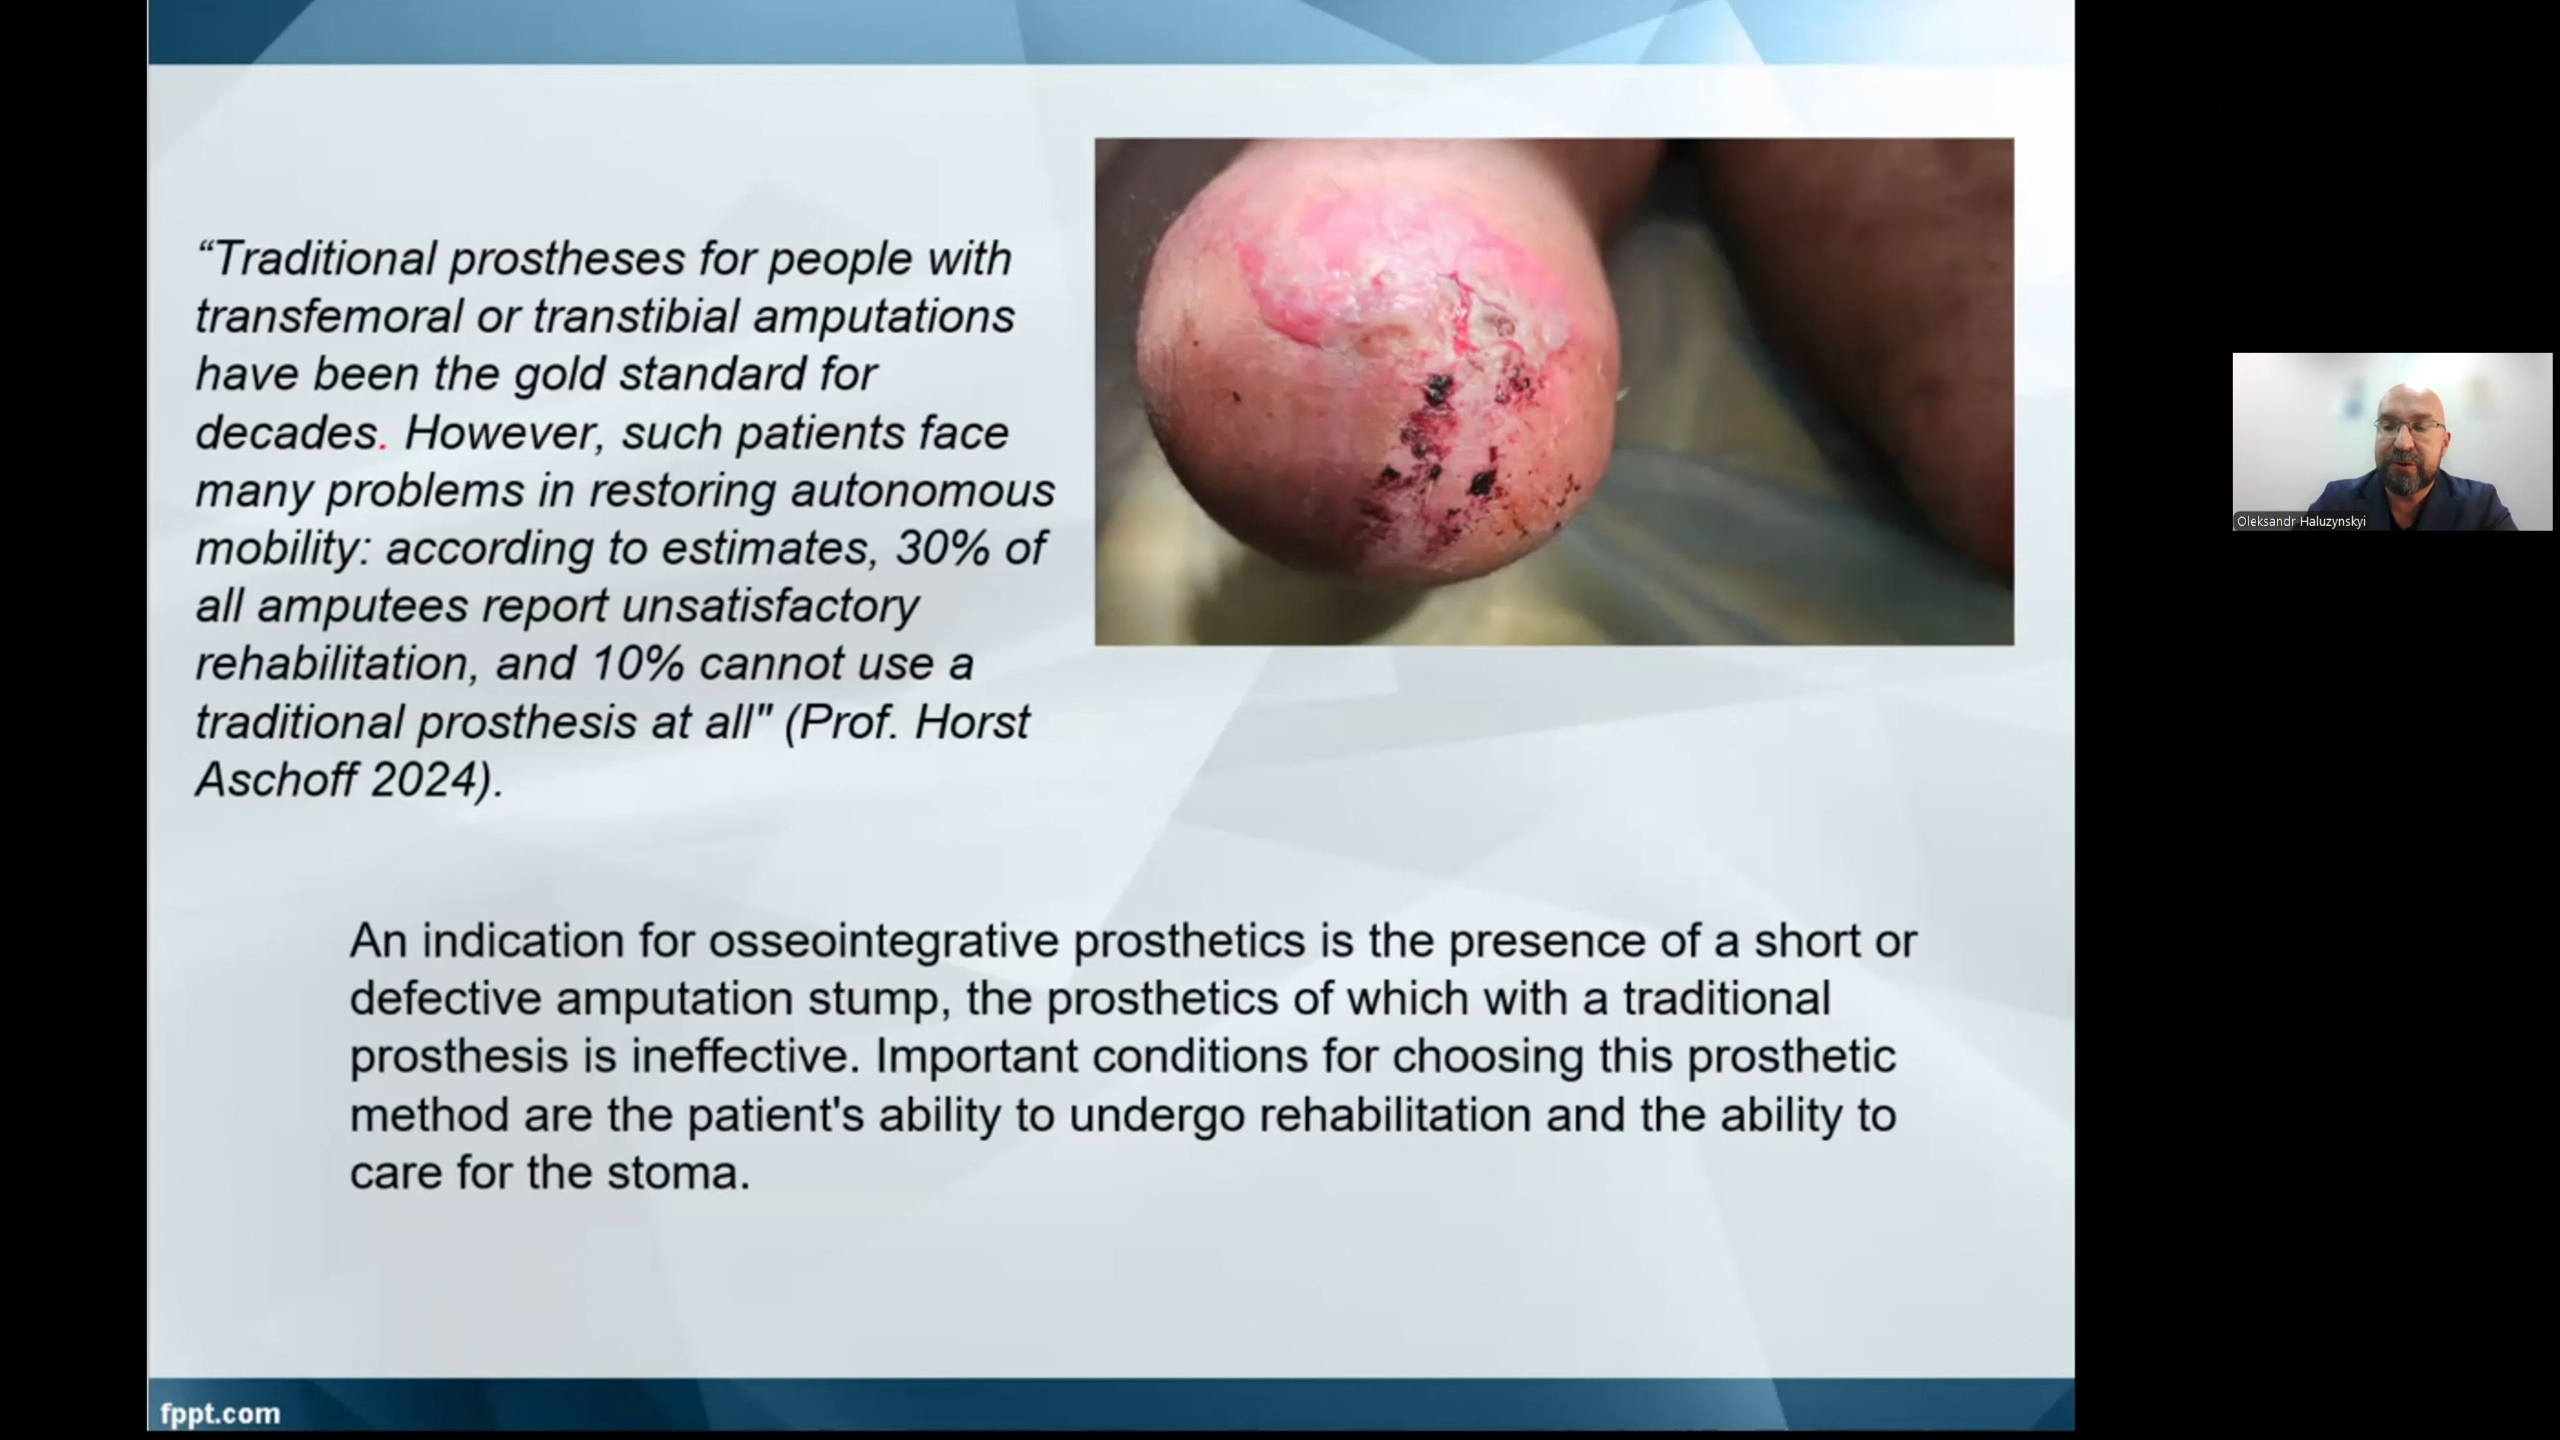 “Traditional prostheses for people with
transfemoral or transtibial amputations
have been the gold standard for
decades. However, such patients face
many problems in restoring autonomous
mobility: according to estimates, 30% of
all amputees report unsatisfactory
rehabilitation, and 10% cannot use a
traditional prosthesis at all" (Prof. Horst
Aschoff 2024).
An indication for osseointegrative prosthetics is the presence of a short or
defective amputation stump, the prosthetics of which with a traditional
prosthesis is ineffective. Important conditions for choosing this prosthetic
method are the patient's ability to undergo rehabilitation and the ability to
care for the stoma.
fppt.com
Oleksandr Haluzynskyi